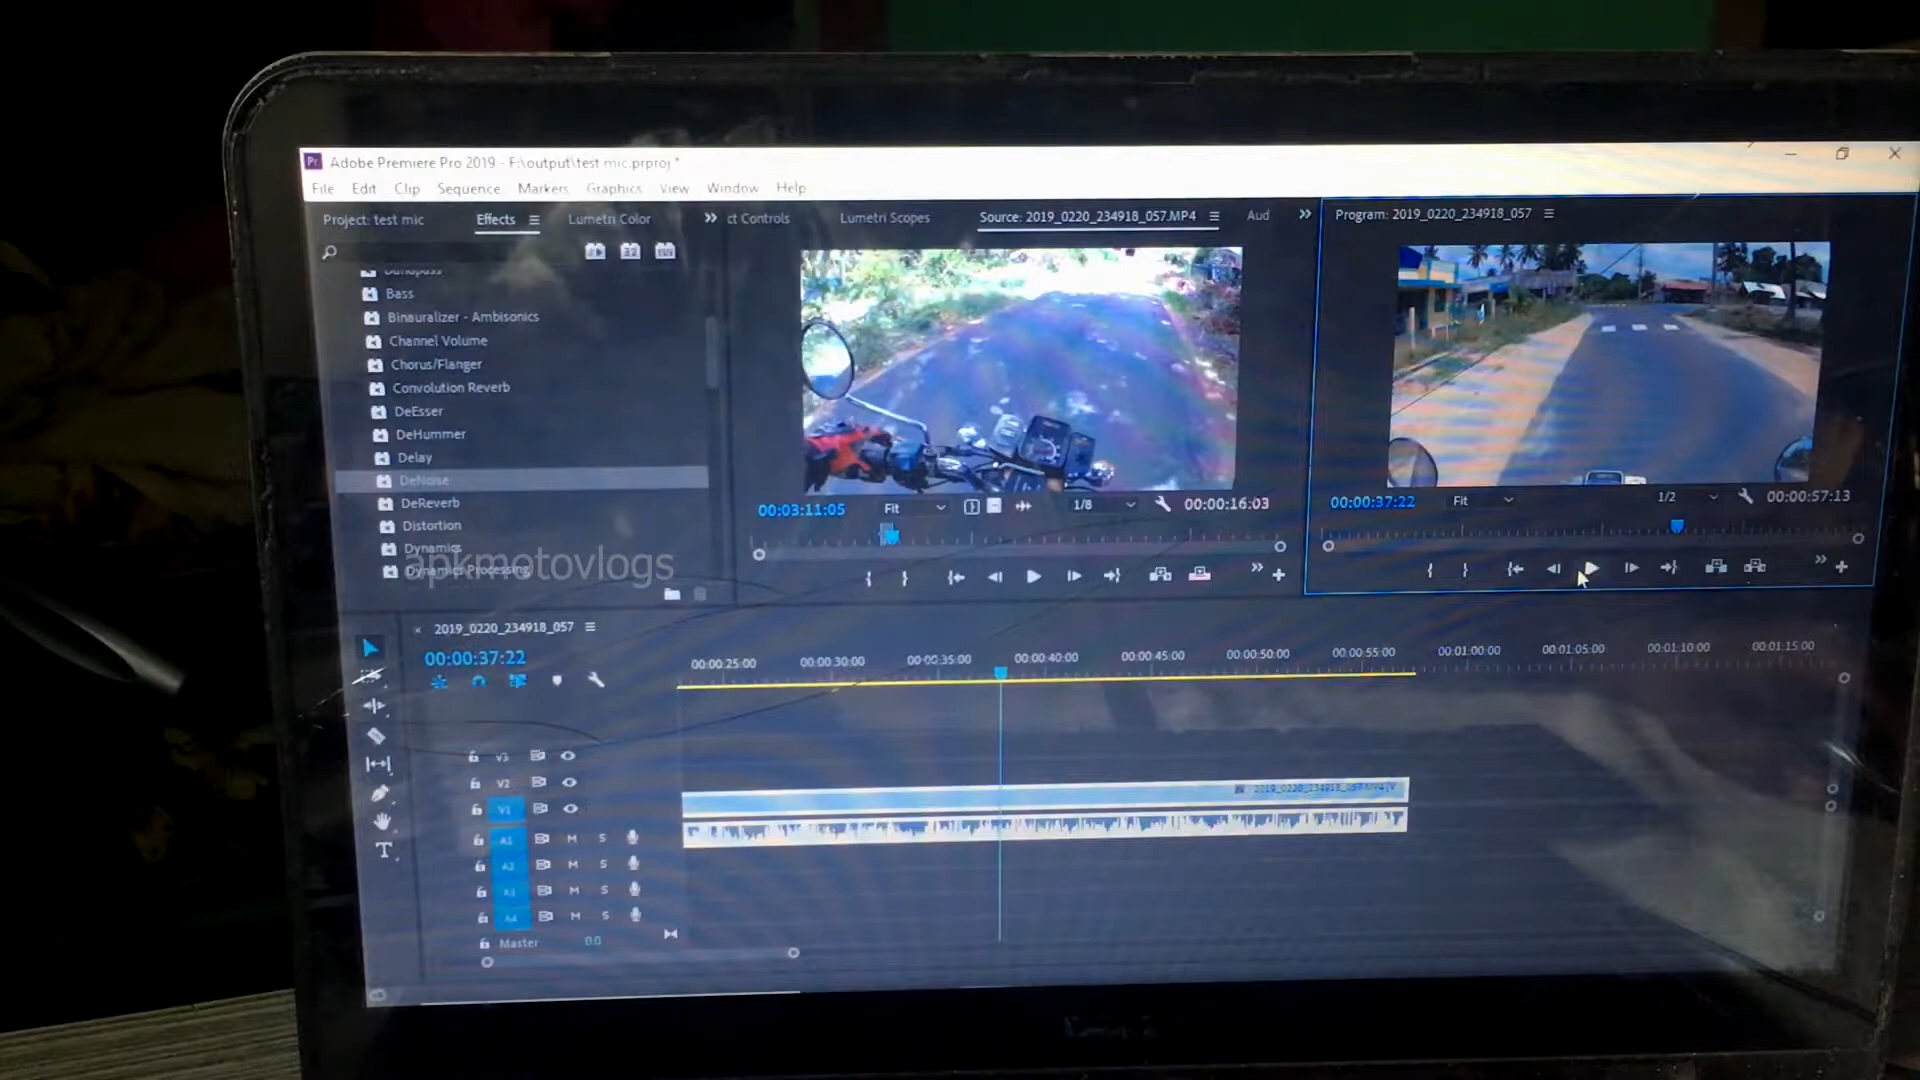 Pr Adobe Premiere Pro 2019 - F:\output\test mic.prproj *
File Edit Clip Sequence Markers Graphics View Window Help
Project: test mic Effects Lumetri Color
ct Controls Lumetri Scopes Source: 2019_0220_234918_057.MP4 Aud
Program: 2019_0220_234918_057
Bandpass
Bass
Binauralizer - Ambisonics
Channel Volume
Chorus/Flanger
Convolution Reverb
DeEsser
DeHummer
Delay
DeNoise
DeReverb
Distortion
Dynamics
Dynamics Processing
apkmotovlogs
00:03:11:05 Fit 1/8 00:00:16:03
00:00:37:22 Fit 1/2 00:00:57:13
2019_0220_234918_057
00:00:37:22
00:00:25:00 00:00:30:00 00:00:35:00 00:00:40:00 00:00:45:00 00:00:50:00 00:00:55:00 00:01:00:00 00:01:05:00 00:01:10:00 00:01:15:00
V3
V2
2019_0220_234918_057.MP4 [V
V1
A1 M S
A2 M S
A3 M S
A4 M S
Master 0.0
T